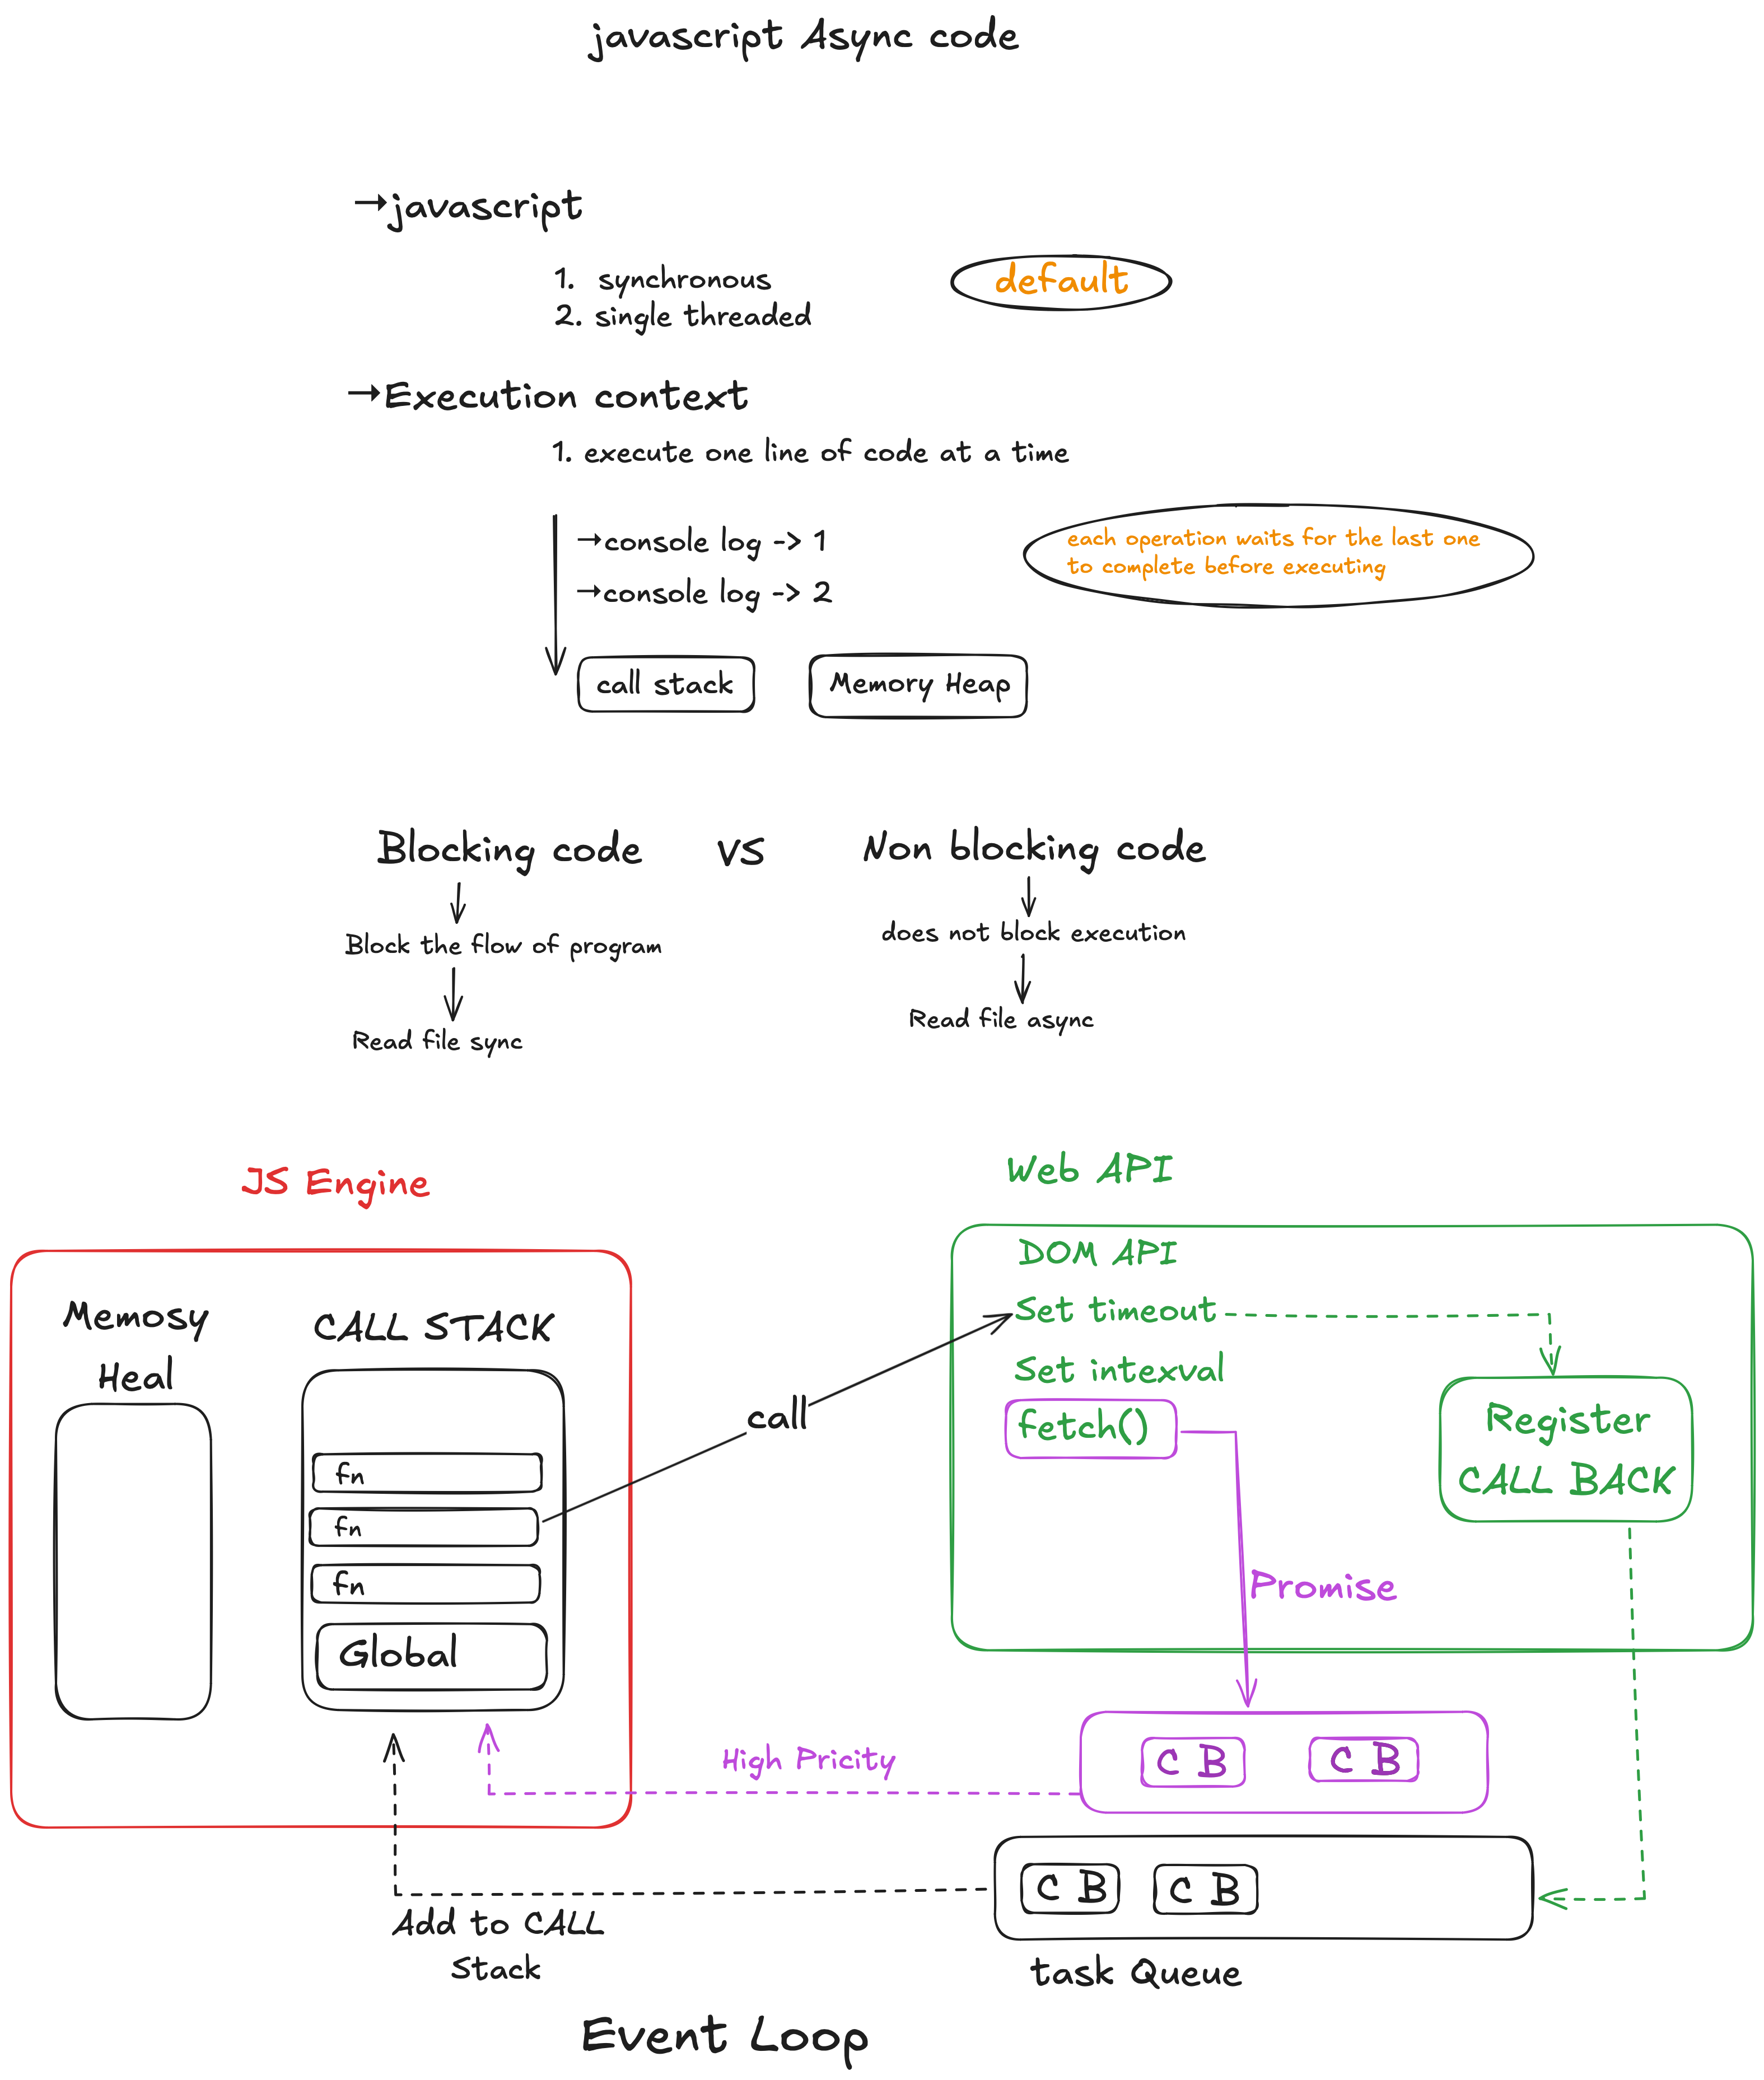 javascript Async code
→javascript
1. synchronous
2. single threaded
default
→Execution context
1. execute one line of code at a time
→console log -> 1
→console log -> 2
each operation waits for the last one
to complete before executing
call stack
Memory Heap
Blocking code
VS
Non blocking code
Block the flow of program
does not block execution
Read file sync
Read file async
JS Engine
Web API
Memosy
Heal
CALL STACK
fn
fn
fn
Global
call
DOM API
Set timeout
Set intexval
fetch()
Register
CALL BACK
Promise
High Pricity
C B
C B
C B
C B
Add to CALL
Stack
task Queue
Event Loop